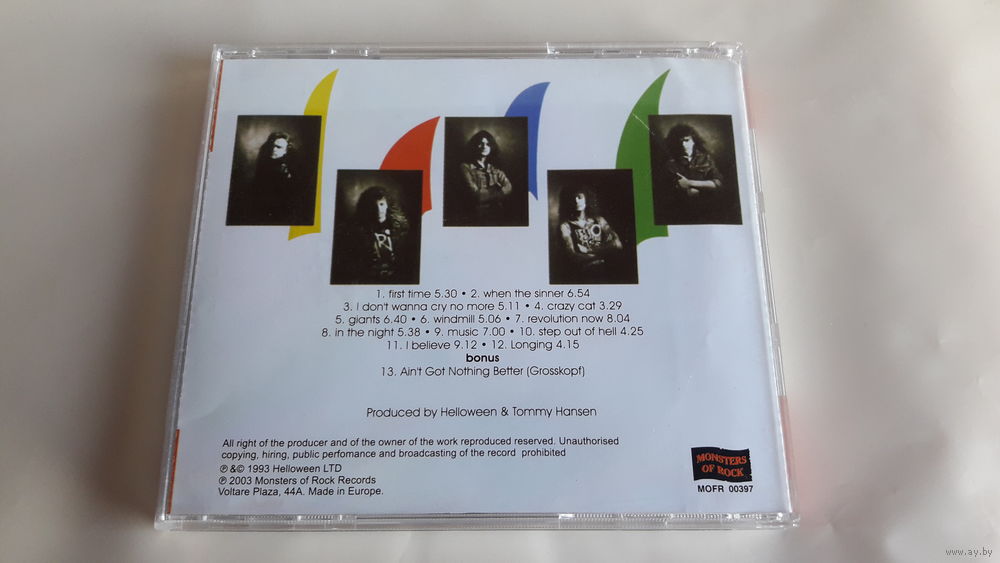 1. first time 5.30 • 2. when the sinner 6.54
3. I don't wanna cry no more 5.11 • 4. crazy cat 3.29
5. giants 6.40 • 6. windmill 5.06 • 7. revolution now 8.04
8. in the night 5.38 • 9. music 7.00 • 10. step out of hell 4.25
11. I believe 9.12 • 12. Longing 4.15
bonus
13. Ain't Got Nothing Better (Grosskopf)
Produced by Helloween & Tommy Hansen
All right of the producer and of the owner of the work reproduced reserved. Unauthorised
copying, hiring, public perfomance and broadcasting of the record prohibited
℗ &© 1993 Helloween LTD
℗ 2003 Monsters of Rock Records
Voltare Plaza, 44A. Made in Europe.
MONSTERS
OF ROCK
MOFR 00397
www.ay.by